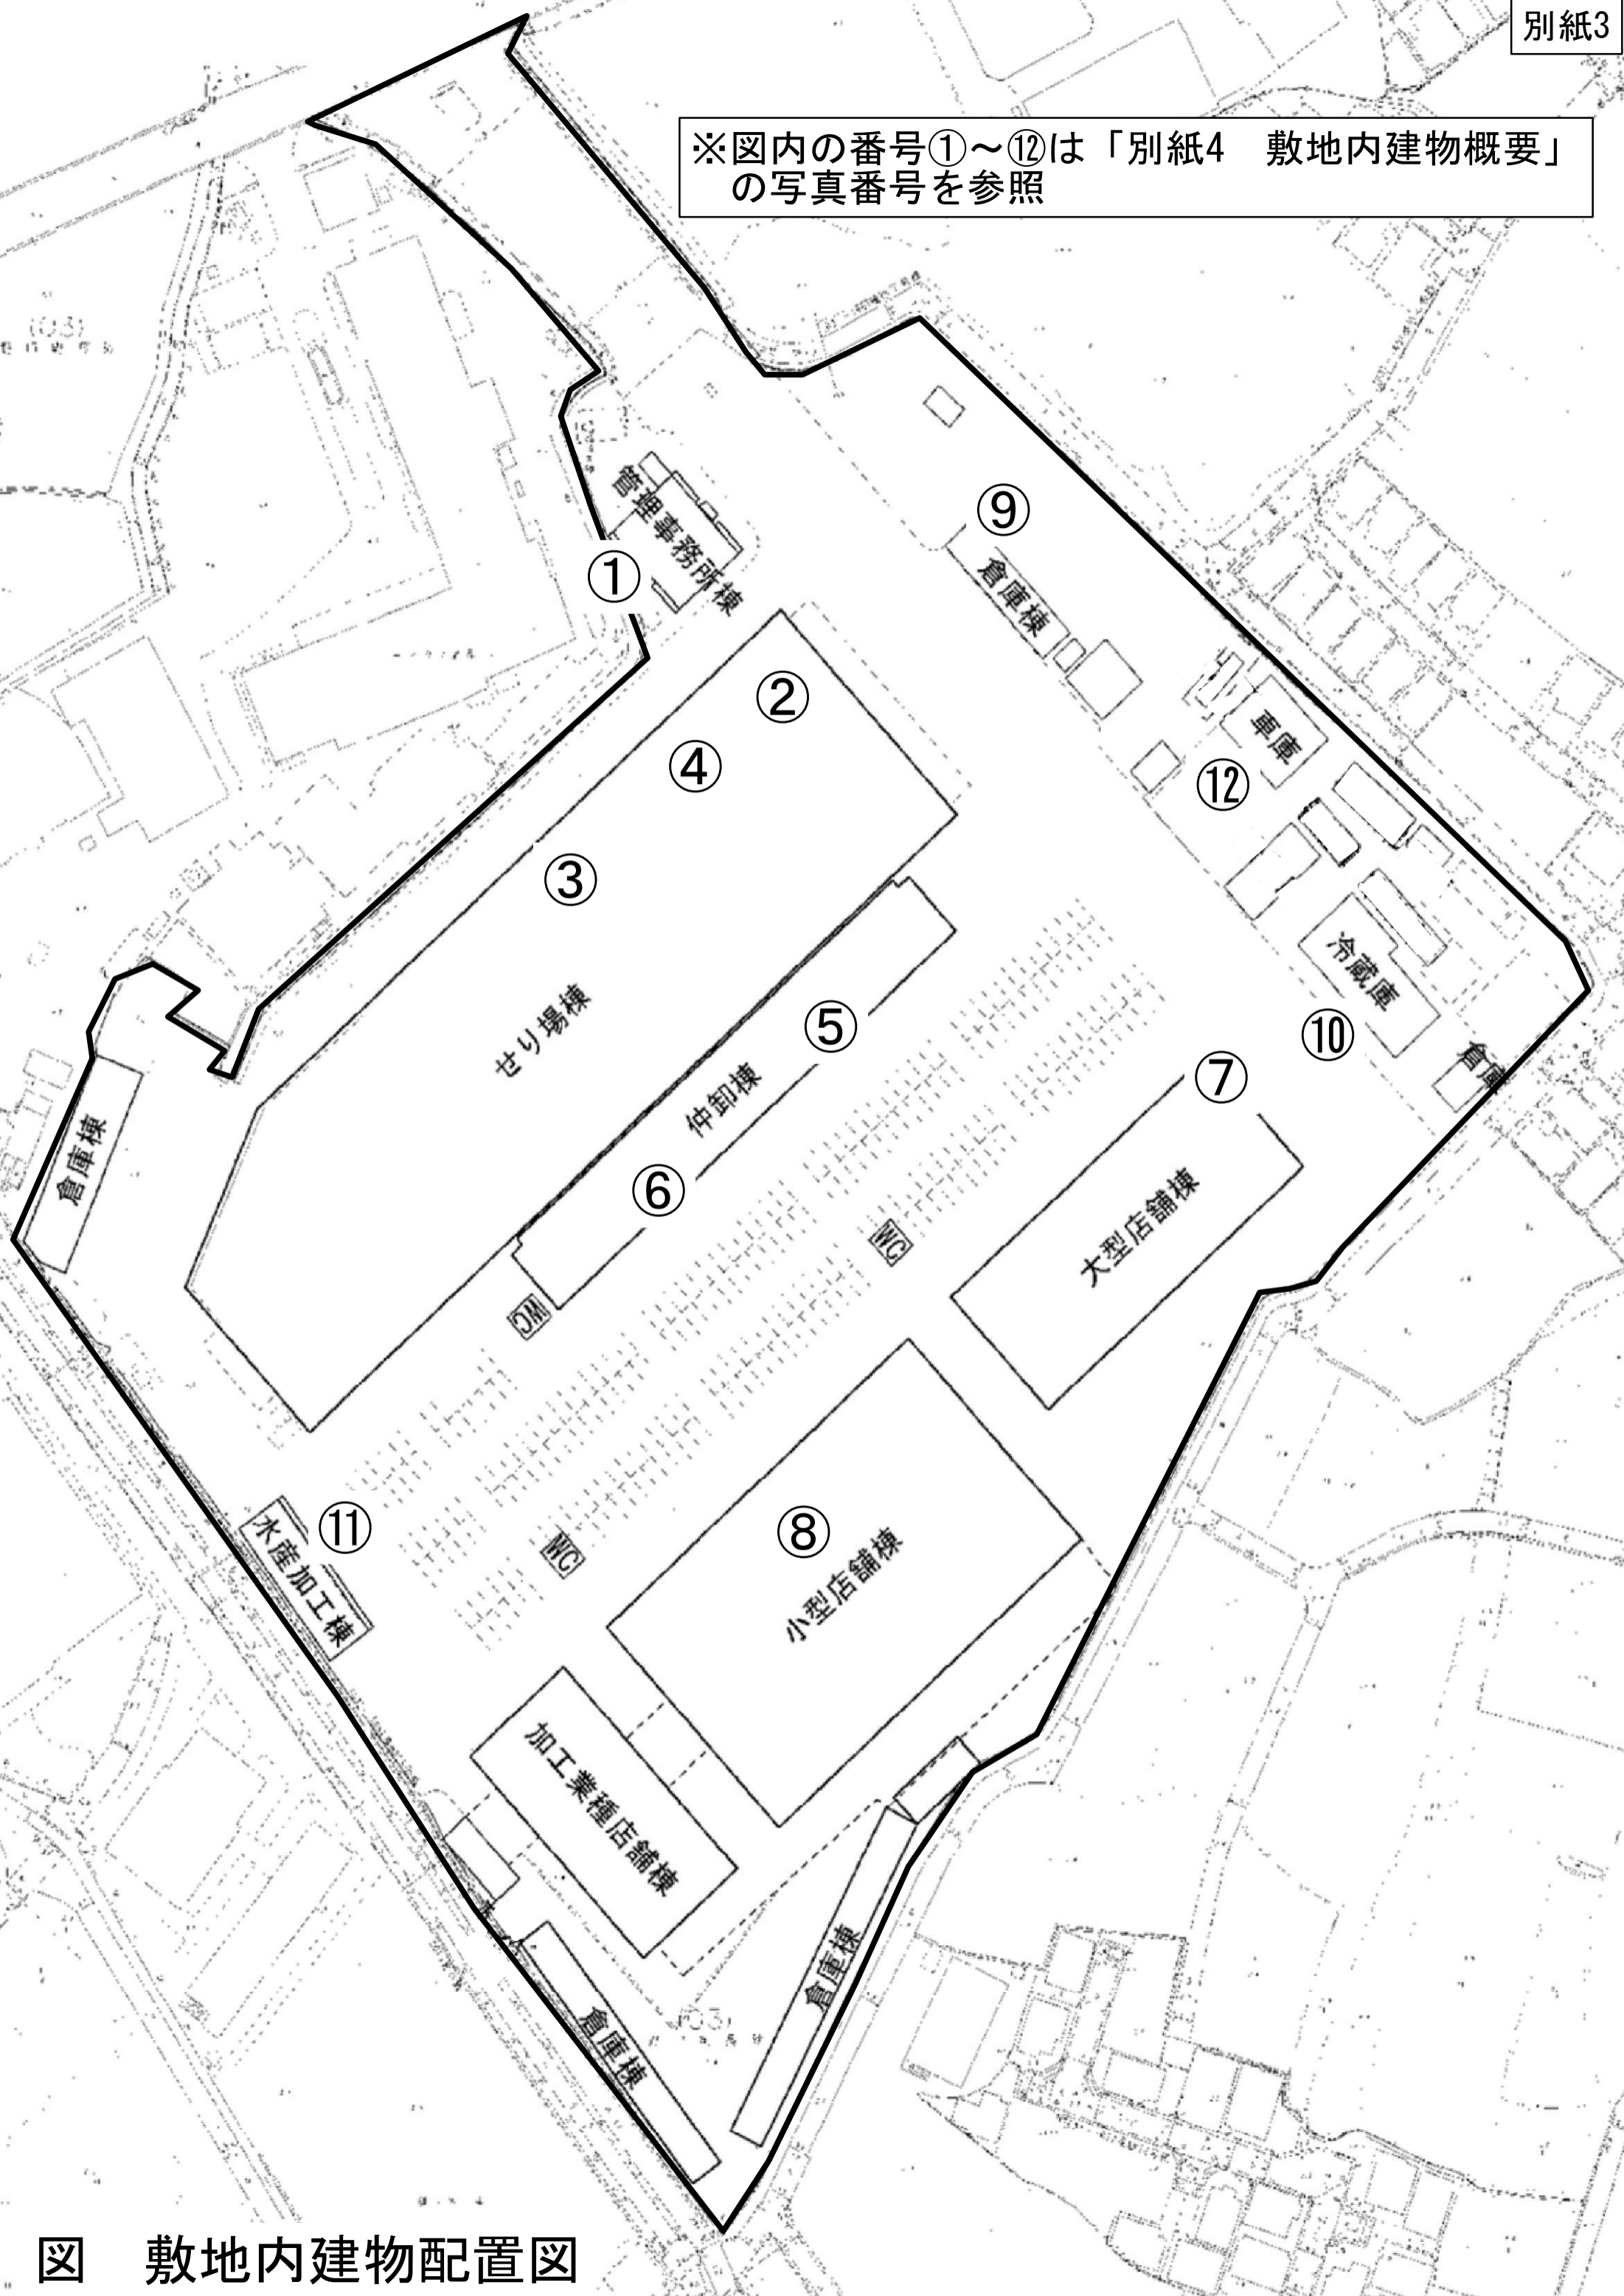 別紙3
※図内の番号①～⑫は「別紙4　敷地内建物概要」
の写真番号を参照
(03)
管理事務所棟
①
⑨
倉庫棟
②
④
③
車庫
⑫
せり場棟
仲卸棟
⑤
⑥
冷蔵庫
⑩
倉庫
⑦
大型店舗棟
倉庫棟
WC
WC
⑪
水産加工棟
WC
⑧
小型店舗棟
加工業種店舗棟
倉庫棟
倉庫棟
(03)
図　敷地内建物配置図